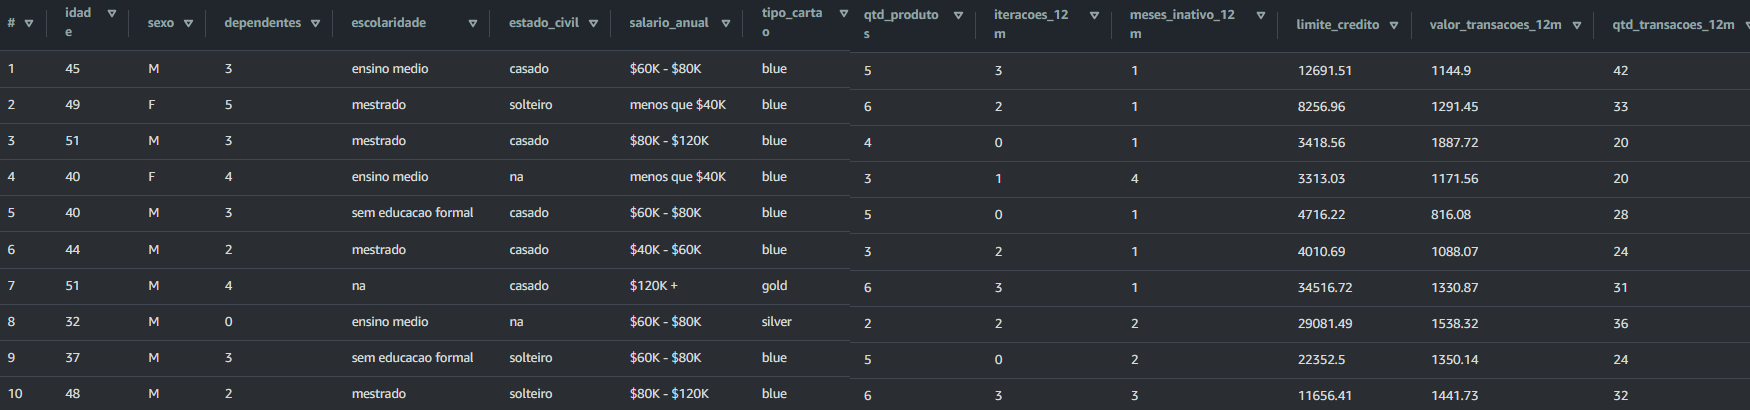 # idade sexo dependentes escolaridade estado_civil salario_anual tipo_cartao qtd_produtos iteracoes_12m meses_inativo_12m limite_credito valor_transacoes_12m qtd_transacoes_12m
1 45 M 3 ensino medio casado $60K - $80K blue 5 3 1 12691.51 1144.9 42
2 49 F 5 mestrado solteiro menos que $40K blue 6 2 1 8256.96 1291.45 33
3 51 M 3 mestrado casado $80K - $120K blue 4 0 1 3418.56 1887.72 20
4 40 F 4 ensino medio na menos que $40K blue 3 1 4 3313.03 1171.56 20
5 40 M 3 sem educacao formal casado $60K - $80K blue 5 0 1 4716.22 816.08 28
6 44 M 2 mestrado casado $40K - $60K blue 3 2 1 4010.69 1088.07 24
7 51 M 4 na casado $120K + gold 6 3 1 34516.72 1330.87 31
8 32 M 0 ensino medio na $60K - $80K silver 2 2 2 29081.49 1538.32 36
9 37 M 3 sem educacao formal solteiro $60K - $80K blue 5 0 2 22352.5 1350.14 24
10 48 M 2 mestrado solteiro $80K - $120K blue 6 3 3 11656.41 1441.73 32